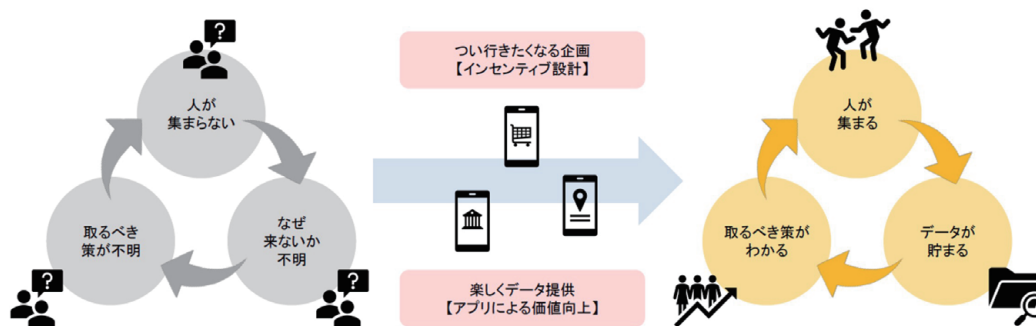 人が
集まらない
なぜ
来ないか
不明
取るべき
策が不明
つい行きたくなる企画
【インセンティブ設計】
楽しくデータ提供
【アプリによる価値向上】
人が
集まる
データが
貯まる
取るべき策が
わかる